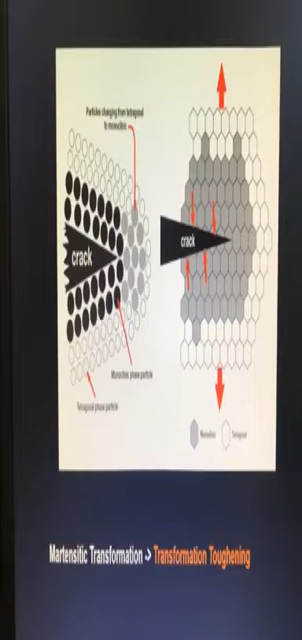 Particles changing from tetragonal
to monoclinic
crack
crack
Monoclinic phase particle
Tetragonal phase particle
Monoclinic
Tetragonal
Martensitic Transformation -> Transformation Toughening